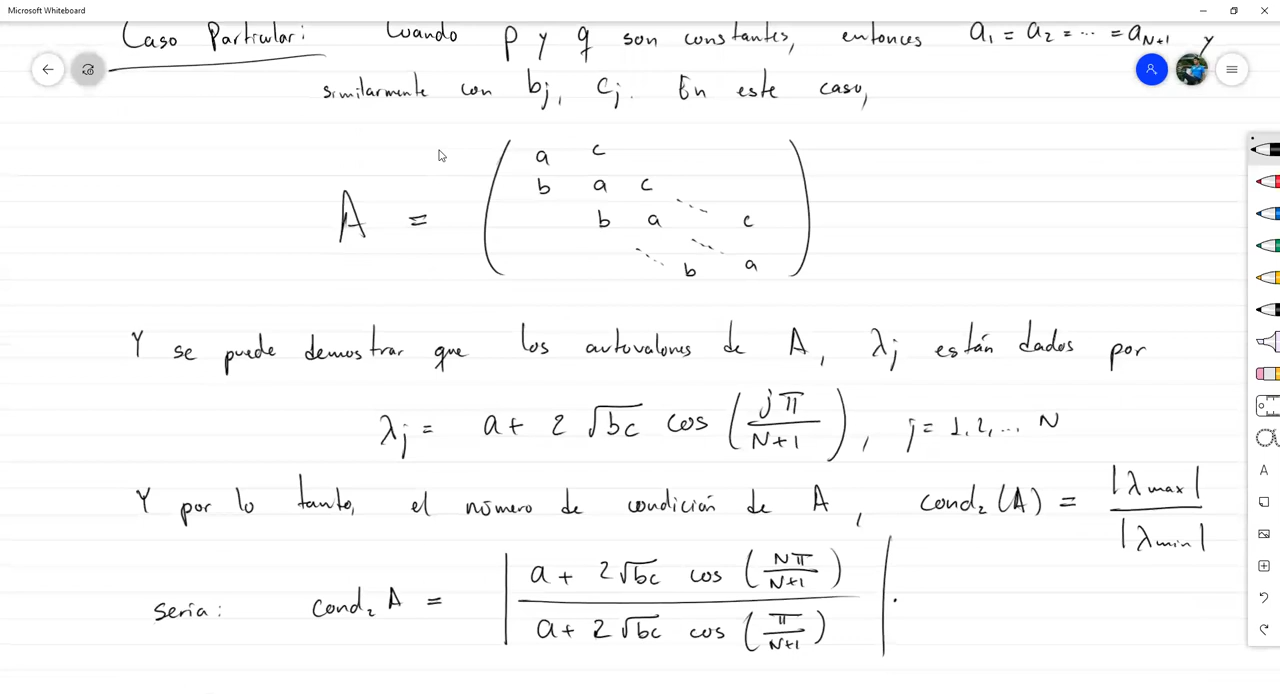 Microsoft Whiteboard
Caso Particular: Cuando p y q son constantes, entonces a₁ = a₂ = ... = a_{N+1} y
similarmente con bj, cj. En este caso,
a c
b a c
A = b a c
b a
Y se puede demostrar que los autovalores de A, λj están dados por
λj = a + 2 √bc cos (jπ / N+1), j = 1, 2, ... N
Y por lo tanto, el número de condición de A, cond₂(A) = |λmax| / |λmin|
sería: cond₂ A = | a + 2√bc cos (Nπ / N+1) / a + 2√bc cos (π / N+1) |.
A